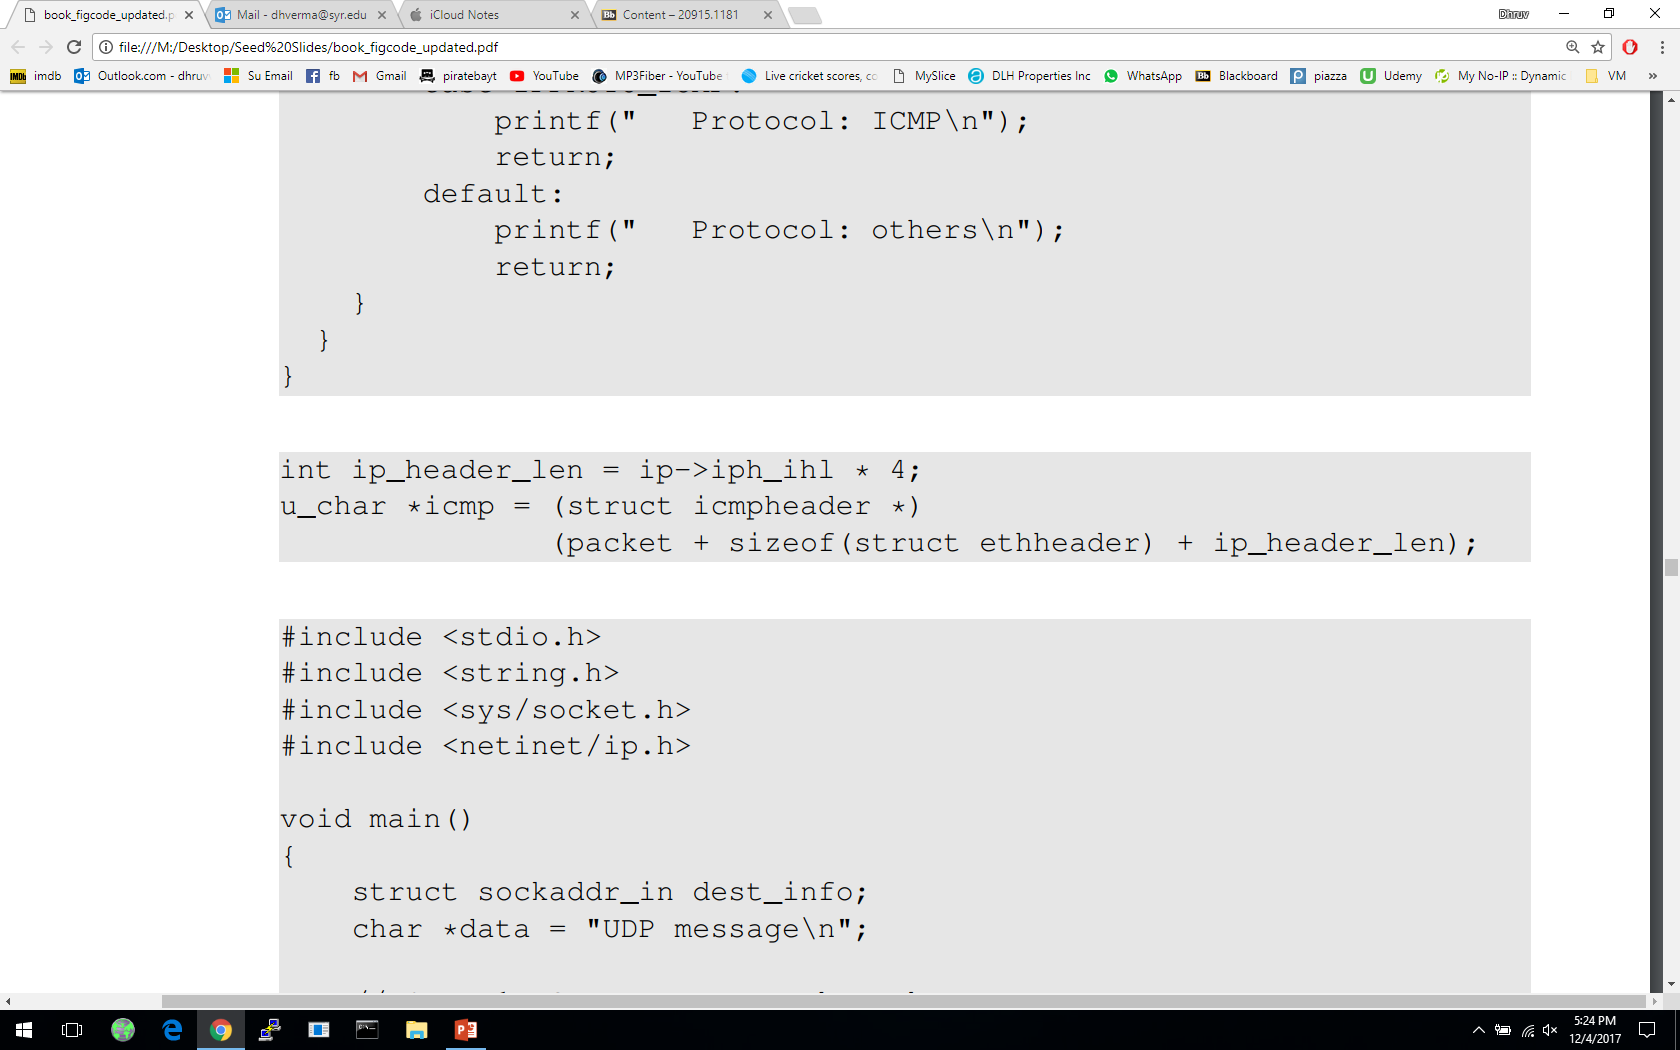 book_figcode_updated.p
Mail - dhverma@syr.edu
iCloud Notes
Bb Content – 20915.1181
Dhruv
file:///M:/Desktop/Seed%20Slides/book_figcode_updated.pdf
IMDb imdb
Outlook.com - dhruv
Su Email
fb
Gmail
piratebayt
YouTube
MP3Fiber - YouTube
Live cricket scores, co
MySlice
DLH Properties Inc
WhatsApp
Bb Blackboard
piazza
Udemy
My No-IP :: Dynamic
VM
»
printf("   Protocol: ICMP\n");
return;
default:
printf("   Protocol: others\n");
return;
}
}
}
int ip_header_len = ip->iph_ihl * 4;
u_char *icmp = (struct icmpheader *)
(packet + sizeof(struct ethheader) + ip_header_len);
#include <stdio.h>
#include <string.h>
#include <sys/socket.h>
#include <netinet/ip.h>
void main()
{
struct sockaddr_in dest_info;
char *data = "UDP message\n";
5:24 PM
12/4/2017